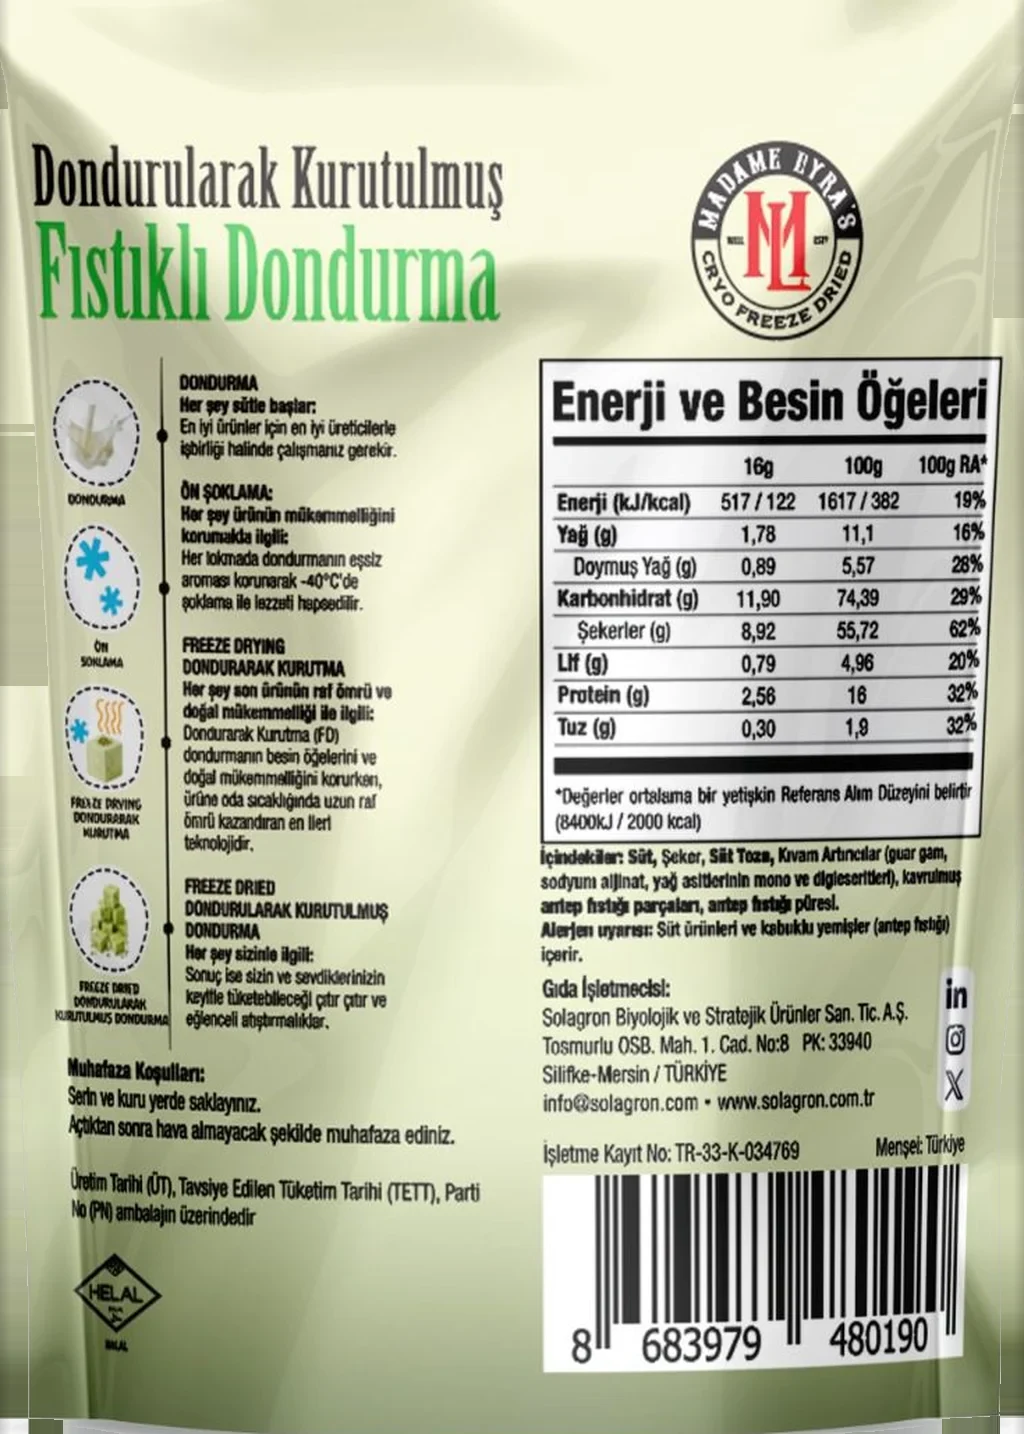 Dondurularak Kurutulmuş
Fıstıklı Dondurma
MADAME EYRA'S
CRYO FREEZE DRIED
DONDURMA
Her şey sütle başlar:
En iyi ürünler için en iyi üreticilerle
işbirliği halinde çalışmanız gerekir.
DONDURMA
ÖN ŞOKLAMA:
Her şey ürünün mükemmelliğini
korumakla ilgili:
Her lokmada dondurmanın eşsiz
aroması korunarak -40°C'de
şoklama ile lezzeti hapsedilir.
ÖN
ŞOKLAMA
FREEZE DRYING
DONDURARAK KURUTMA
Her şey son ürünün raf ömrü ve
doğal mükemmelliği ile ilgili:
Dondurarak Kurutma (FD)
dondurmanın besin öğelerini ve
doğal mükemmelliğini korurken,
ürüne oda sıcaklığında uzun raf
ömrü kazandıran en ileri
teknolojidir.
FREEZE DRYING
DONDURARAK
KURUTMA
FREEZE DRIED
DONDURULARAK KURUTULMUŞ
DONDURMA
Her şey sizinle ilgili:
Sonuç ise sizin ve sevdiklerinizin
keyifle tüketebileceği çıtır çıtır ve
eğlenceli atıştırmalıklar.
FREEZE DRIED
DONDURULARAK
KURUTULMUŞ DONDURMA
Muhafaza Koşulları:
Serin ve kuru yerde saklayınız.
Açtıktan sonra hava almayacak şekilde muhafaza ediniz.
Üretim Tarihi (ÜT), Tavsiye Edilen Tüketim Tarihi (TETT), Parti
No (PN) ambalajın üzerindedir
HELAL
HALAL
Enerji ve Besin Öğeleri
16g 100g 100g RA*
Enerji (kJ/kcal) 517 / 122 1617 / 382 19%
Yağ (g) 1,78 11,1 16%
Doymuş Yağ (g) 0,89 5,57 28%
Karbonhidrat (g) 11,90 74,39 29%
Şekerler (g) 8,92 55,72 62%
Lif (g) 0,79 4,96 20%
Protein (g) 2,56 16 32%
Tuz (g) 0,30 1,9 32%
*Değerler ortalama bir yetişkin Referans Alım Düzeyini belirtir
(8400kJ / 2000 kcal)
İçindekiler: Süt, Şeker, Süt Tozu, Kıvam Artırıcılar (guar gam,
sodyum aljinat, yağ asitlerinin mono ve digliseritleri), kavrulmuş
antep fıstığı parçaları, antep fıstığı püresi.
Alerjen uyarısı: Süt ürünleri ve kabuklu yemişler (antep fıstığı)
içerir.
Gıda İşletmecisi:
Solagron Biyolojik ve Stratejik Ürünler San. Tic. A.Ş.
Tosmurlu OSB. Mah. 1. Cad. No:8 PK: 33940
Silifke-Mersin / TÜRKİYE
info@solagron.com • www.solagron.com.tr
in
X
İşletme Kayıt No: TR-33-K-034769 Menşei: Türkiye
8 683979 480190